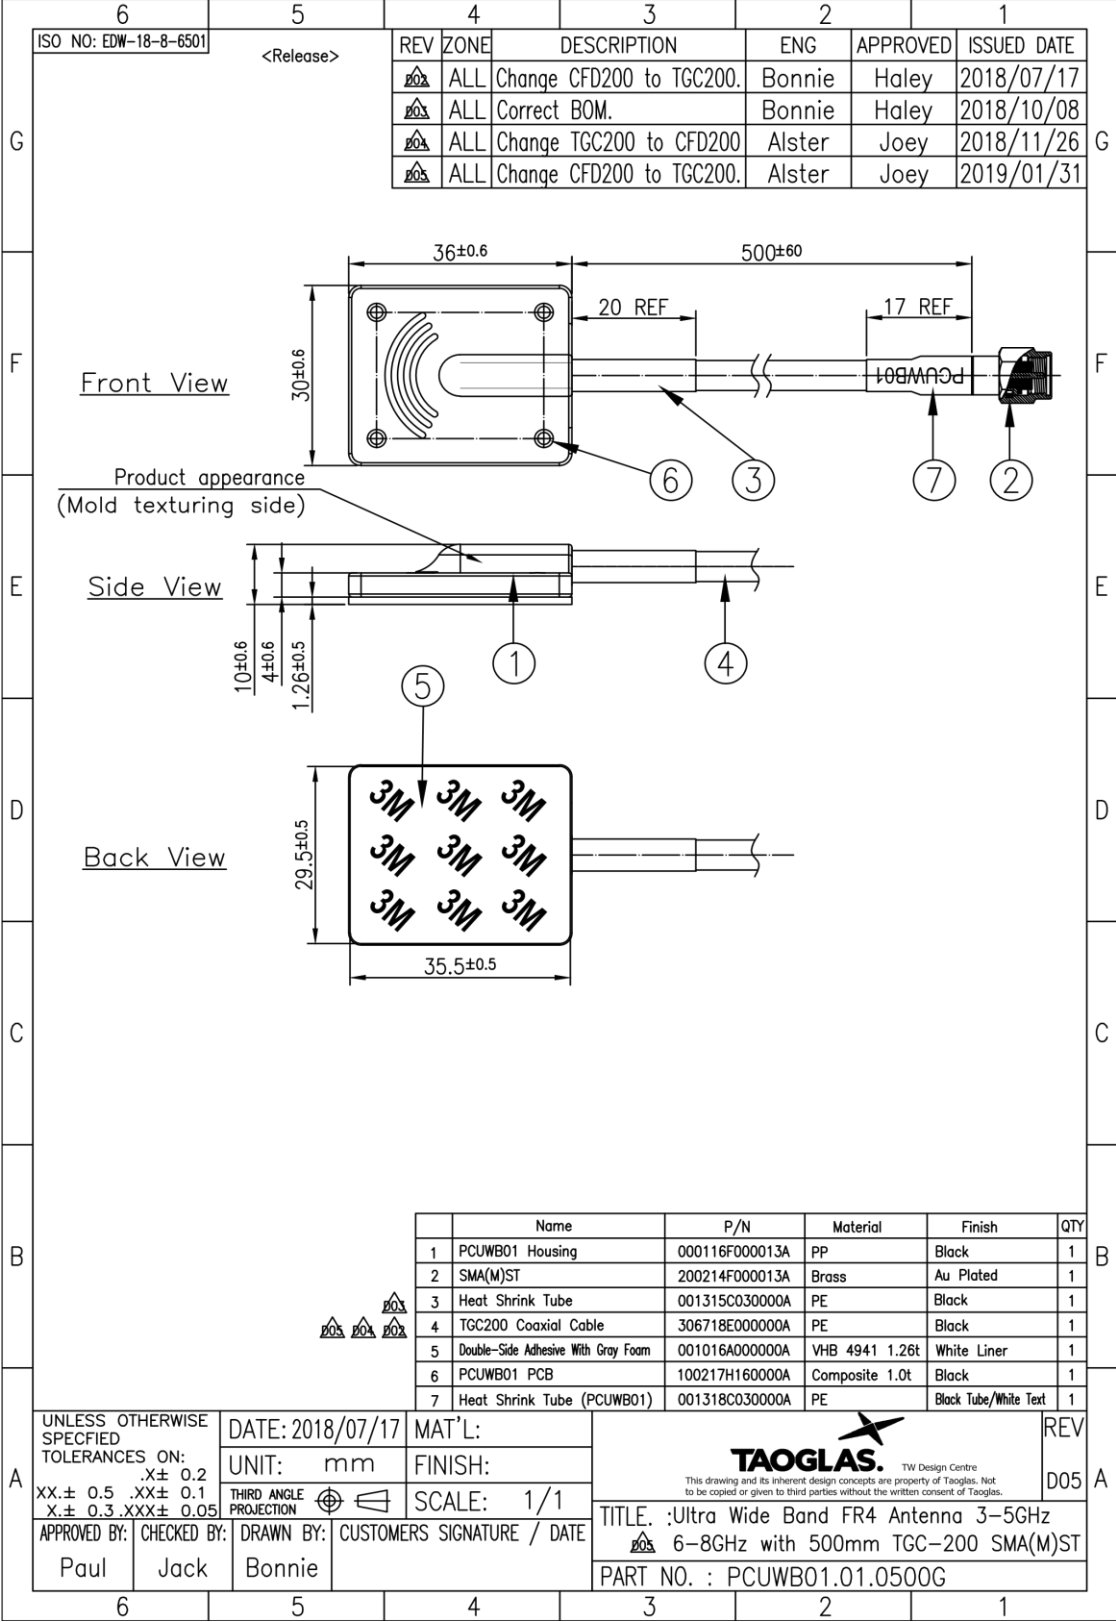 6 5 4 3 2 1
ISO NO: EDW-18-8-6501
<Release>
REV ZONE DESCRIPTION ENG APPROVED ISSUED DATE
D02 ALL Change CFD200 to TGC200. Bonnie Haley 2018/07/17
D03 ALL Correct BOM. Bonnie Haley 2018/10/08
D04 ALL Change TGC200 to CFD200 Alster Joey 2018/11/26
D05 ALL Change CFD200 to TGC200. Alster Joey 2019/01/31
G G
36±0.6 500±60
20 REF 17 REF
F F
Front View
30±0.6
PCUWB01
6 3 7 2
Product appearance
(Mold texturing side)
E E
Side View
10±0.6
4±0.6
1.26±0.5
1 4
5
D D
3M 3M 3M
3M 3M 3M
3M 3M 3M
Back View
29.5±0.5
35.5±0.5
C C
B B
Name P/N Material Finish QTY
1 PCUWB01 Housing 000116F000013A PP Black 1
2 SMA(M)ST 200214F000013A Brass Au Plated 1
D03 3 Heat Shrink Tube 001315C030000A PE Black 1
D05 D04 D02 4 TGC200 Coaxial Cable 306718E000000A PE Black 1
5 Double-Side Adhesive With Gray Foam 001016A000000A VHB 4941 1.26t White Liner 1
6 PCUWB01 PCB 100217H160000A Composite 1.0t Black 1
7 Heat Shrink Tube (PCUWB01) 001318C030000A PE Black Tube/White Text 1
A A
UNLESS OTHERWISE
SPECFIED
TOLERANCES ON:
.X± 0.2
XX.± 0.5 .XX± 0.1
X.± 0.3 .XXX± 0.05
DATE: 2018/07/17
UNIT: mm
THIRD ANGLE
PROJECTION
MAT'L:
FINISH:
SCALE: 1/1
APPROVED BY: CHECKED BY: DRAWN BY: CUSTOMERS SIGNATURE / DATE
Paul Jack Bonnie
TAOGLAS. TW Design Centre
This drawing and its inherent design concepts are property of Taoglas. Not
to be copied or given to third parties without the written consent of Taoglas.
REV
D05
TITLE. :Ultra Wide Band FR4 Antenna 3-5GHz
D05 6-8GHz with 500mm TGC-200 SMA(M)ST
PART NO. : PCUWB01.01.0500G
6 5 4 3 2 1